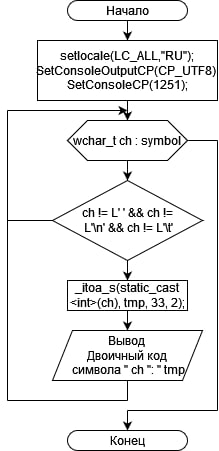 Начало
setlocale(LC_ALL,"RU");
SetConsoleOutputCP(CP_UTF8)
SetConsoleCP(1251);
wchar_t ch : symbol
ch != L' ' && ch !=
L'\n' && ch != L'\t'
_itoa_s(static_cast
<int>(ch), tmp, 33, 2);
Вывод
Двоичный код
символа " ch ": " tmp
Конец